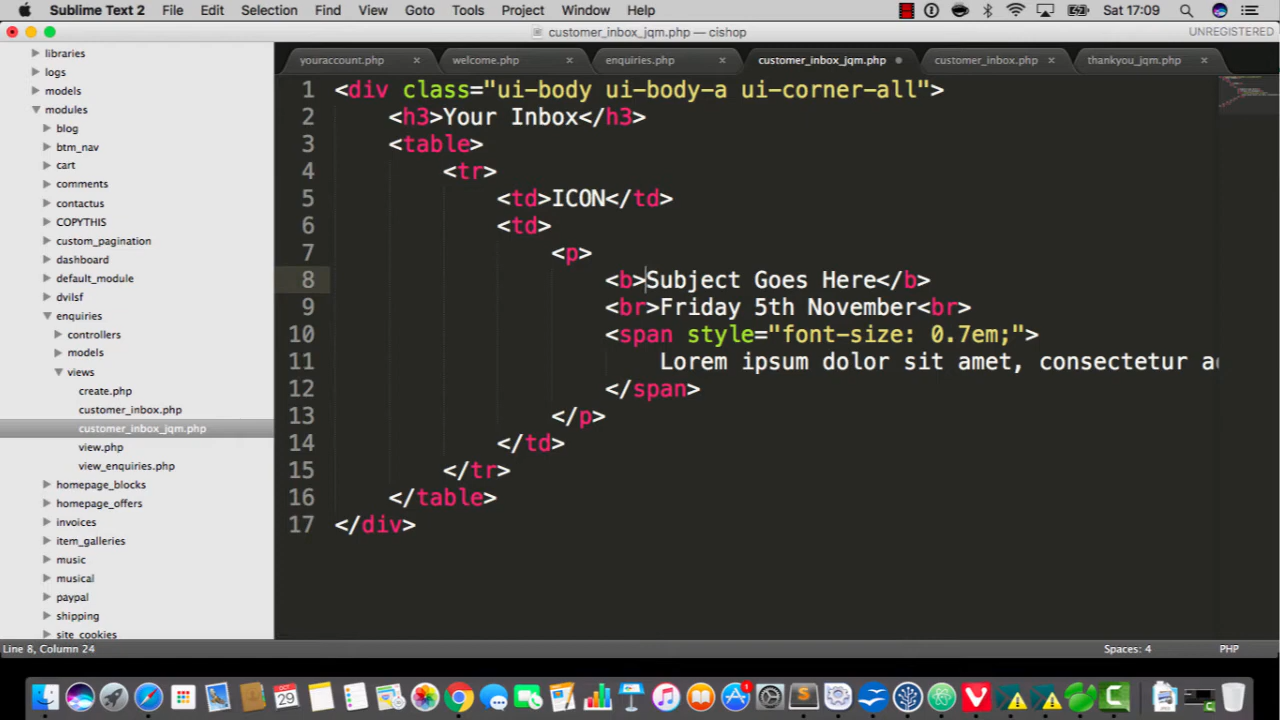 Sublime Text 2 File Edit Selection Find View Goto Tools Project Window Help Sat 17:09
customer_inbox_jqm.php — cishop UNREGISTERED
libraries
logs
models
modules
blog
btm_nav
cart
comments
contactus
COPYTHIS
custom_pagination
dashboard
default_module
dvilsf
enquiries
controllers
models
views
create.php
customer_inbox.php
customer_inbox_jqm.php
view.php
view_enquiries.php
homepage_blocks
homepage_offers
invoices
item_galleries
music
musical
paypal
shipping
site_cookies
youraccount.php welcome.php enquiries.php customer_inbox_jqm.php customer_inbox.php thankyou_jqm.php
1 <div class="ui-body ui-body-a ui-corner-all">
2 <h3>Your Inbox</h3>
3 <table>
4 <tr>
5 <td>ICON</td>
6 <td>
7 <p>
8 <b>Subject Goes Here</b>
9 <br>Friday 5th November<br>
10 <span style="font-size: 0.7em;">
11 Lorem ipsum dolor sit amet, consectetur a
12 </span>
13 </p>
14 </td>
15 </tr>
16 </table>
17 </div>
Line 8, Column 24 Spaces: 4 PHP
OCT 29 1